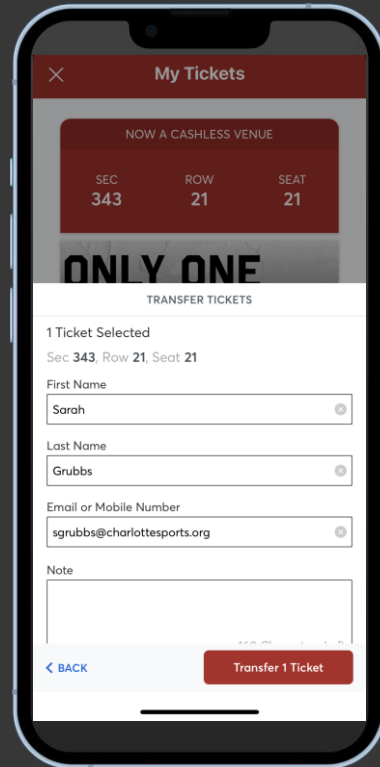 My Tickets
NOW A CASHLESS VENUE
SEC ROW SEAT
343 21 21
ONLY ONE
TRANSFER TICKETS
1 Ticket Selected
Sec 343, Row 21, Seat 21
First Name
Sarah
Last Name
Grubbs
Email or Mobile Number
sgrubbs@charlottesports.org
Note
BACK
Transfer 1 Ticket